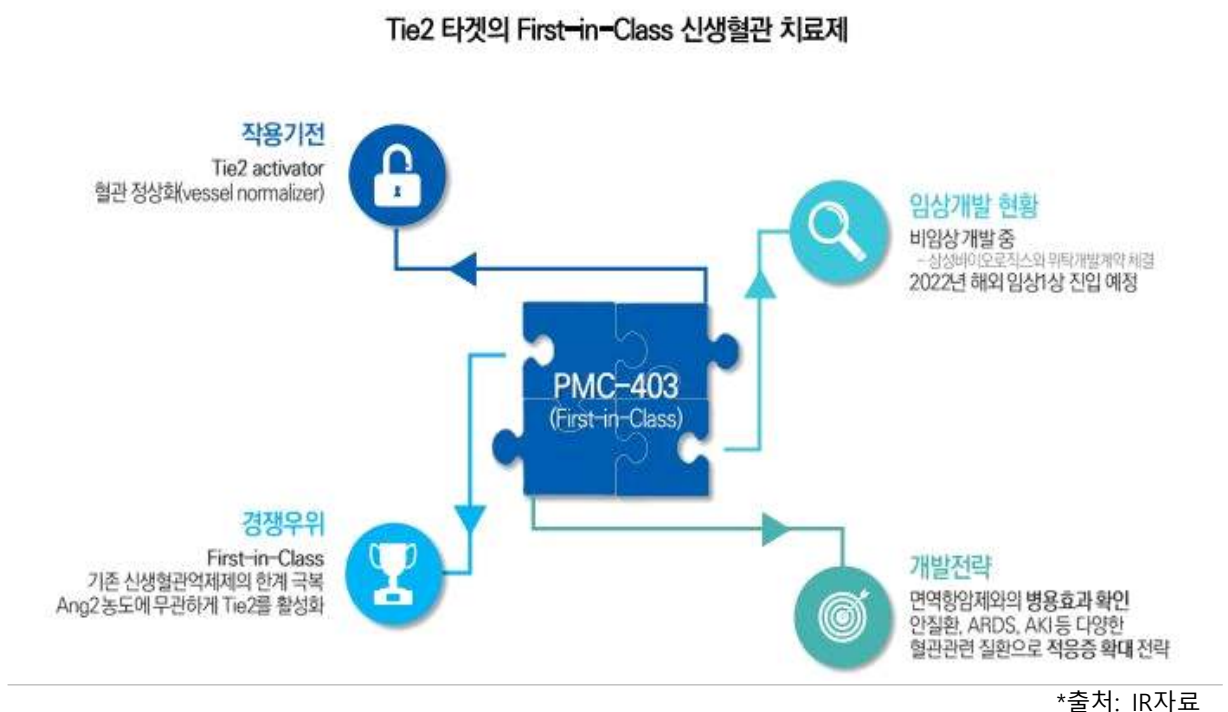 Tie2 타겟의 First-in-Class 신생혈관 치료제
작용기전
Tie2 activator
혈관 정상화(vessel normalizer)
임상개발 현황
비임상 개발 중
- 삼성바이오로직스와 위탁개발계약 체결
2022년 해외 임상1상 진입 예정
PMC-403
(First-in-Class)
경쟁우위
First-in-Class
기존 신생혈관억제제의 한계 극복
Ang2 농도에 무관하게 Tie2를 활성화
개발전략
면역항암제와의 병용효과 확인
안질환, ARDS, AKI 등 다양한
혈관관련 질환으로 적응증 확대 전략
*출처: IR자료